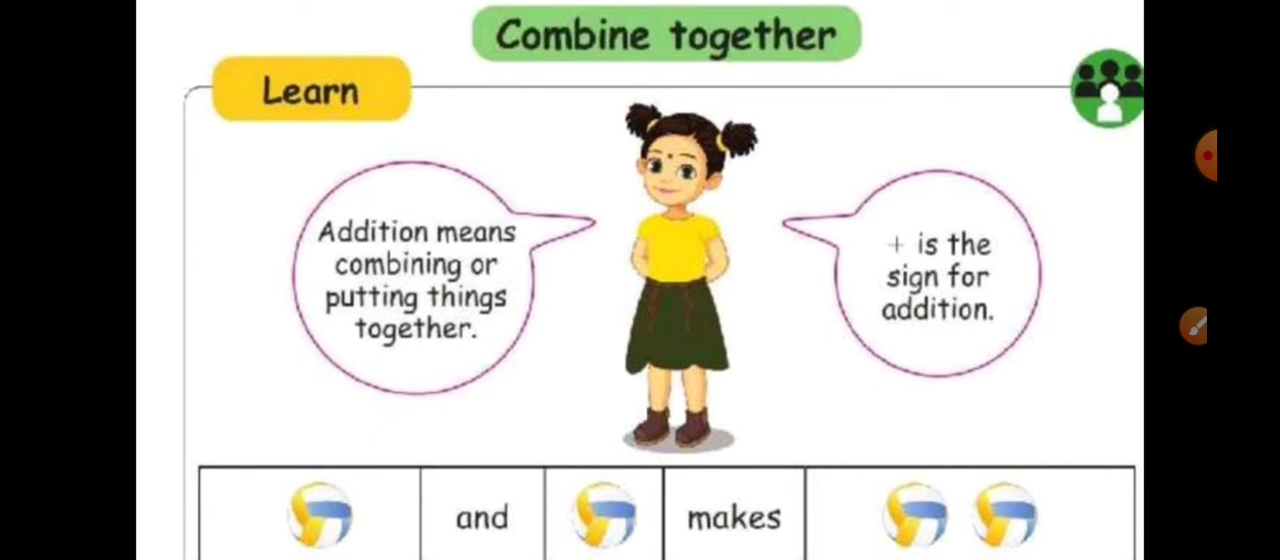 Combine together
Learn
Addition means
combining or
putting things
together.
+ is the
sign for
addition.
and
makes